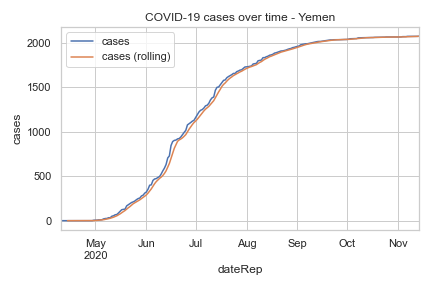 COVID-19 cases over time - Yemen
cases
cases (rolling)
2000
1500
1000
500
0
cases
May
2020
Jun
Jul
Aug
Sep
Oct
Nov
dateRep